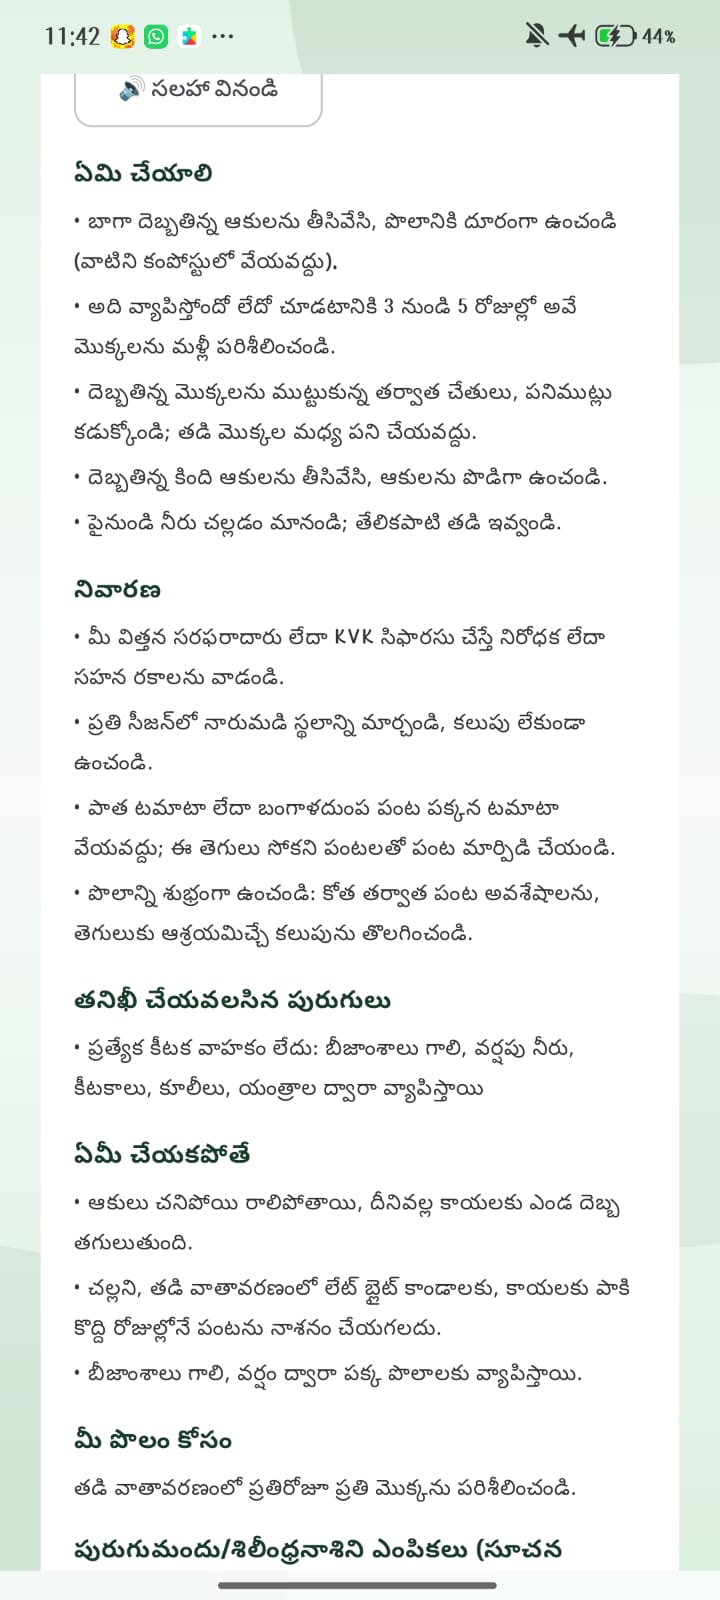 11:42
44%
సలహా వినండి
ఏమి చేయాలి
• బాగా దెబ్బతిన్న ఆకులను తీసివేసి, పొలానికి దూరంగా ఉంచండి
(వాటిని కంపోస్టులో వేయవద్దు).
• అది వ్యాపిస్తోందో లేదో చూడటానికి 3 నుండి 5 రోజుల్లో అవే
మొక్కలను మళ్లీ పరిశీలించండి.
• దెబ్బతిన్న మొక్కలను ముట్టుకున్న తర్వాత చేతులు, పనిముట్లు
కడుక్కోండి; తడి మొక్కల మధ్య పని చేయవద్దు.
• దెబ్బతిన్న కింది ఆకులను తీసివేసి, ఆకులను పొడిగా ఉంచండి.
• పైనుండి నీరు చల్లడం మానండి; తేలికపాటి తడి ఇవ్వండి.
నివారణ
• మీ విత్తన సరఫరాదారు లేదా KVK సిఫారసు చేస్తే నిరోధక లేదా
సహన రకాలను వాడండి.
• ప్రతి సీజన్‌లో నారుమడి స్థలాన్ని మార్చండి, కలుపు లేకుండా
ఉంచండి.
• పాత టమాటా లేదా బంగాళదుంప పంట పక్కన టమాటా
వేయవద్దు; ఈ తెగులు సోకని పంటలతో పంట మార్పిడి చేయండి.
• పొలాన్ని శుభ్రంగా ఉంచండి: కోత తర్వాత పంట అవశేషాలను,
తెగులుకు ఆశ్రయమిచ్చే కలుపును తొలగించండి.
తనిఖీ చేయవలసిన పురుగులు
• ప్రత్యేక కీటక వాహకం లేదు: బీజాంశాలు గాలి, వర్షపు నీరు,
కీటకాలు, కూలీలు, యంత్రాల ద్వారా వ్యాపిస్తాయి
ఏమీ చేయకపోతే
• ఆకులు చనిపోయి రాలిపోతాయి, దీనివల్ల కాయలకు ఎండ దెబ్బ
తగులుతుంది.
• చల్లని, తడి వాతావరణంలో లేట్ బ్లైట్ కాండాలకు, కాయలకు పాకి
కొద్ది రోజుల్లోనే పంటను నాశనం చేయగలదు.
• బీజాంశాలు గాలి, వర్షం ద్వారా పక్క పొలాలకు వ్యాపిస్తాయి.
మీ పొలం కోసం
తడి వాతావరణంలో ప్రతిరోజూ ప్రతి మొక్కను పరిశీలించండి.
పురుగుమందు/శిలీంధ్రనాశిని ఎంపికలు (సూచన